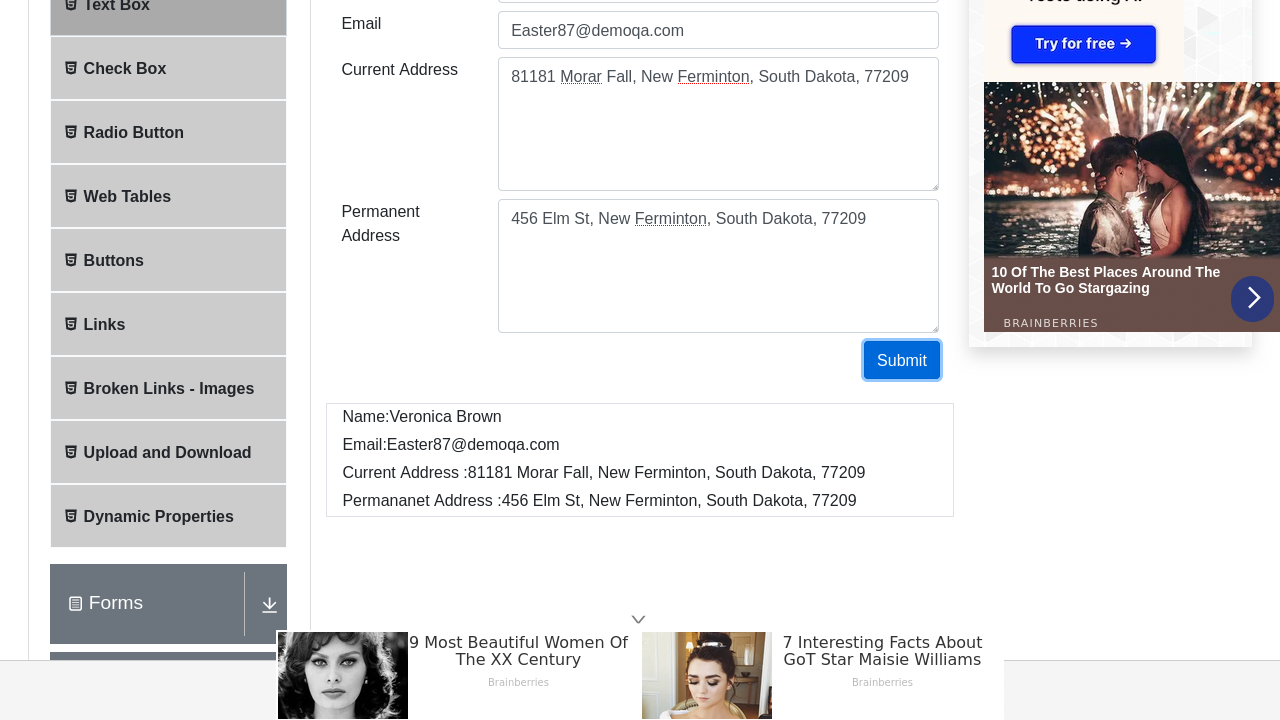 Text Box
Email
Easter87@demoqa.com
Check Box
Current Address
81181 Morar Fall, New Ferminton, South Dakota, 77209
Radio Button
Web Tables
Permanent
Address
456 Elm St, New Ferminton, South Dakota, 77209
Buttons
Links
Submit
Broken Links - Images
Name:Veronica Brown
Email:Easter87@demoqa.com
Upload and Download
Current Address :81181 Morar Fall, New Ferminton, South Dakota, 77209
Permananet Address :456 Elm St, New Ferminton, South Dakota, 77209
Dynamic Properties
Forms
Try for free →
10 Of The Best Places Around The
World To Go Stargazing
BRAINBERRIES
9 Most Beautiful Women Of
The XX Century
Brainberries
7 Interesting Facts About
GoT Star Maisie Williams
Brainberries